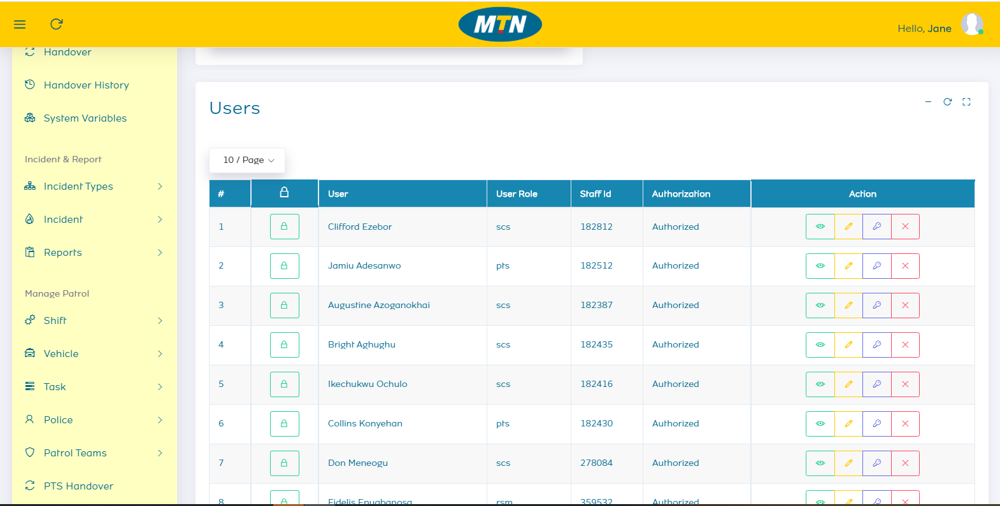 MTN
Hello, Jane
Handover
Handover History
System Variables
Incident & Report
Incident Types
Incident
Reports
Manage Patrol
Shift
Vehicle
Task
Police
Patrol Teams
PTS Handover
Users
10 / Page
# User User Role Staff Id Authorization Action
1 Clifford Ezebor scs 182812 Authorized
2 Jamiu Adesanwo pts 182512 Authorized
3 Augustine Azoganokhai scs 182387 Authorized
4 Bright Aghughu scs 182435 Authorized
5 Ikechukwu Ochulo scs 182416 Authorized
6 Collins Konyehan pts 182430 Authorized
7 Don Meneogu scs 278084 Authorized
8 Fidelis Enugbanosa rsm 359532 Authorized